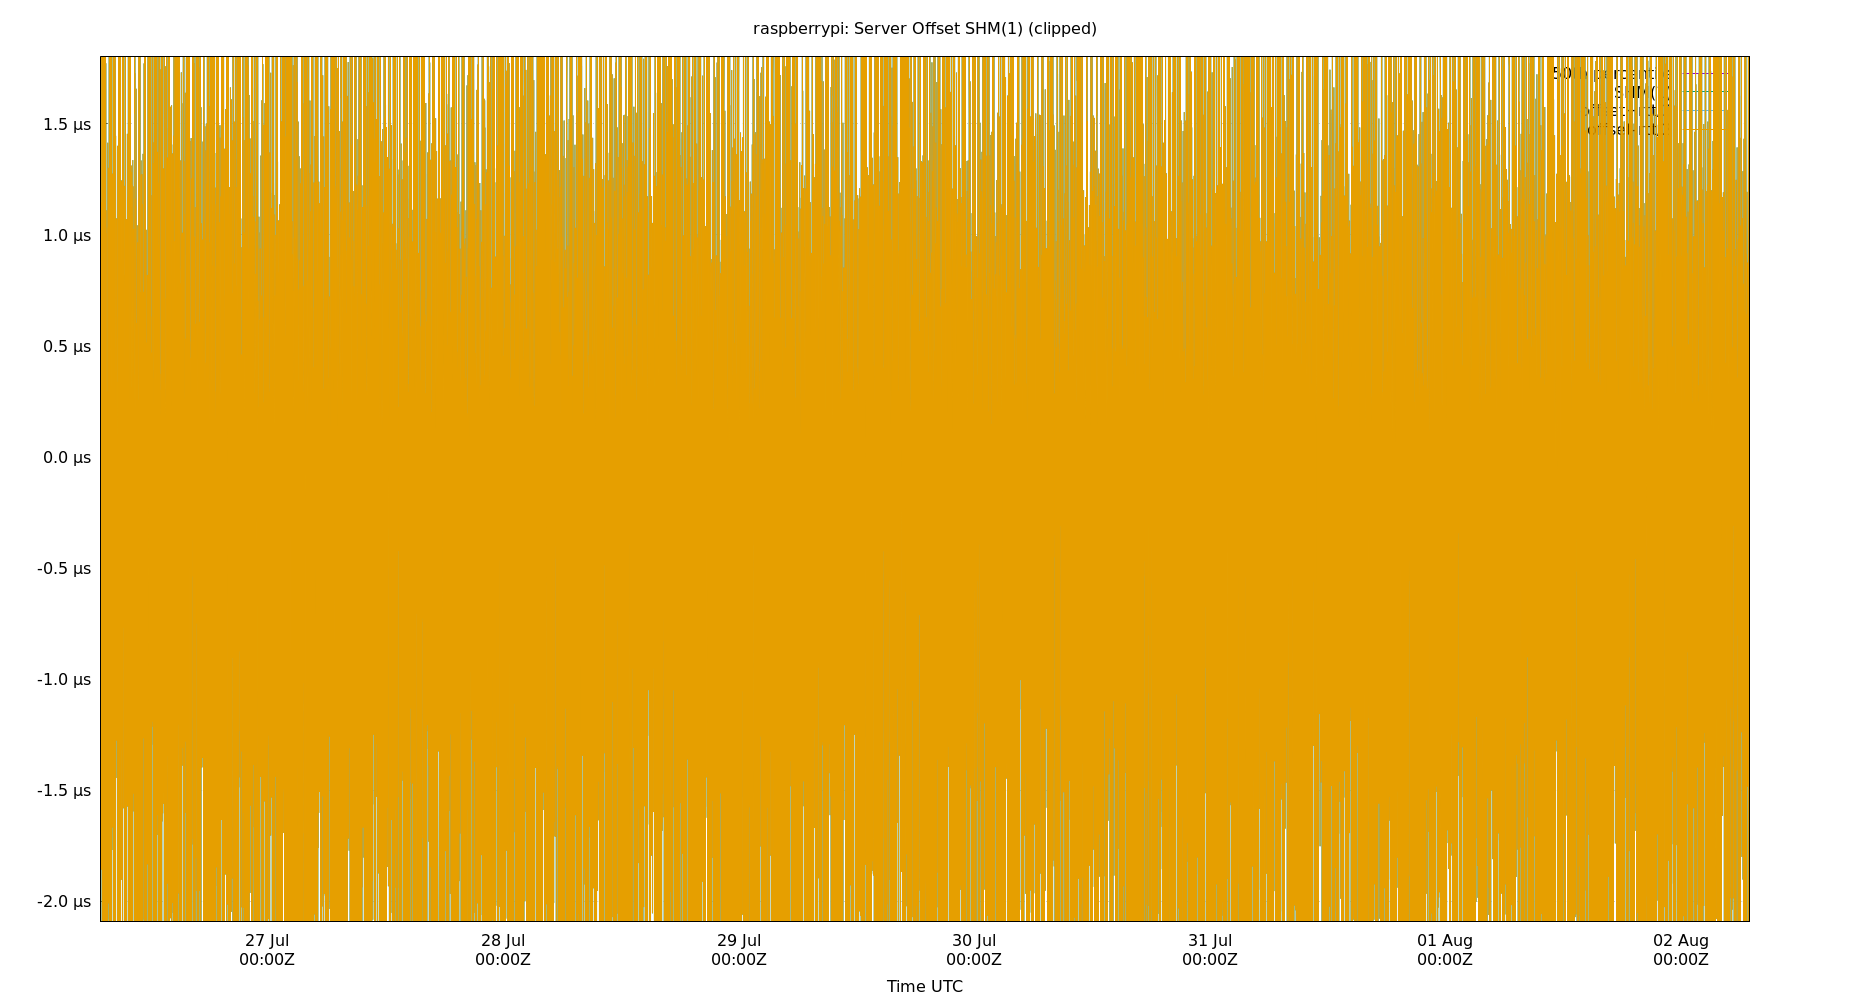 raspberrypi: Server Offset SHM(1) (clipped)
1.5 µs
1.0 µs
0.5 µs
0.0 µs
-0.5 µs
-1.0 µs
-1.5 µs
-2.0 µs
27 Jul 28 Jul 29 Jul 30 Jul 31 Jul 01 Aug 02 Aug
00:00Z 00:00Z 00:00Z 00:00Z 00:00Z 00:00Z 00:00Z
Time UTC